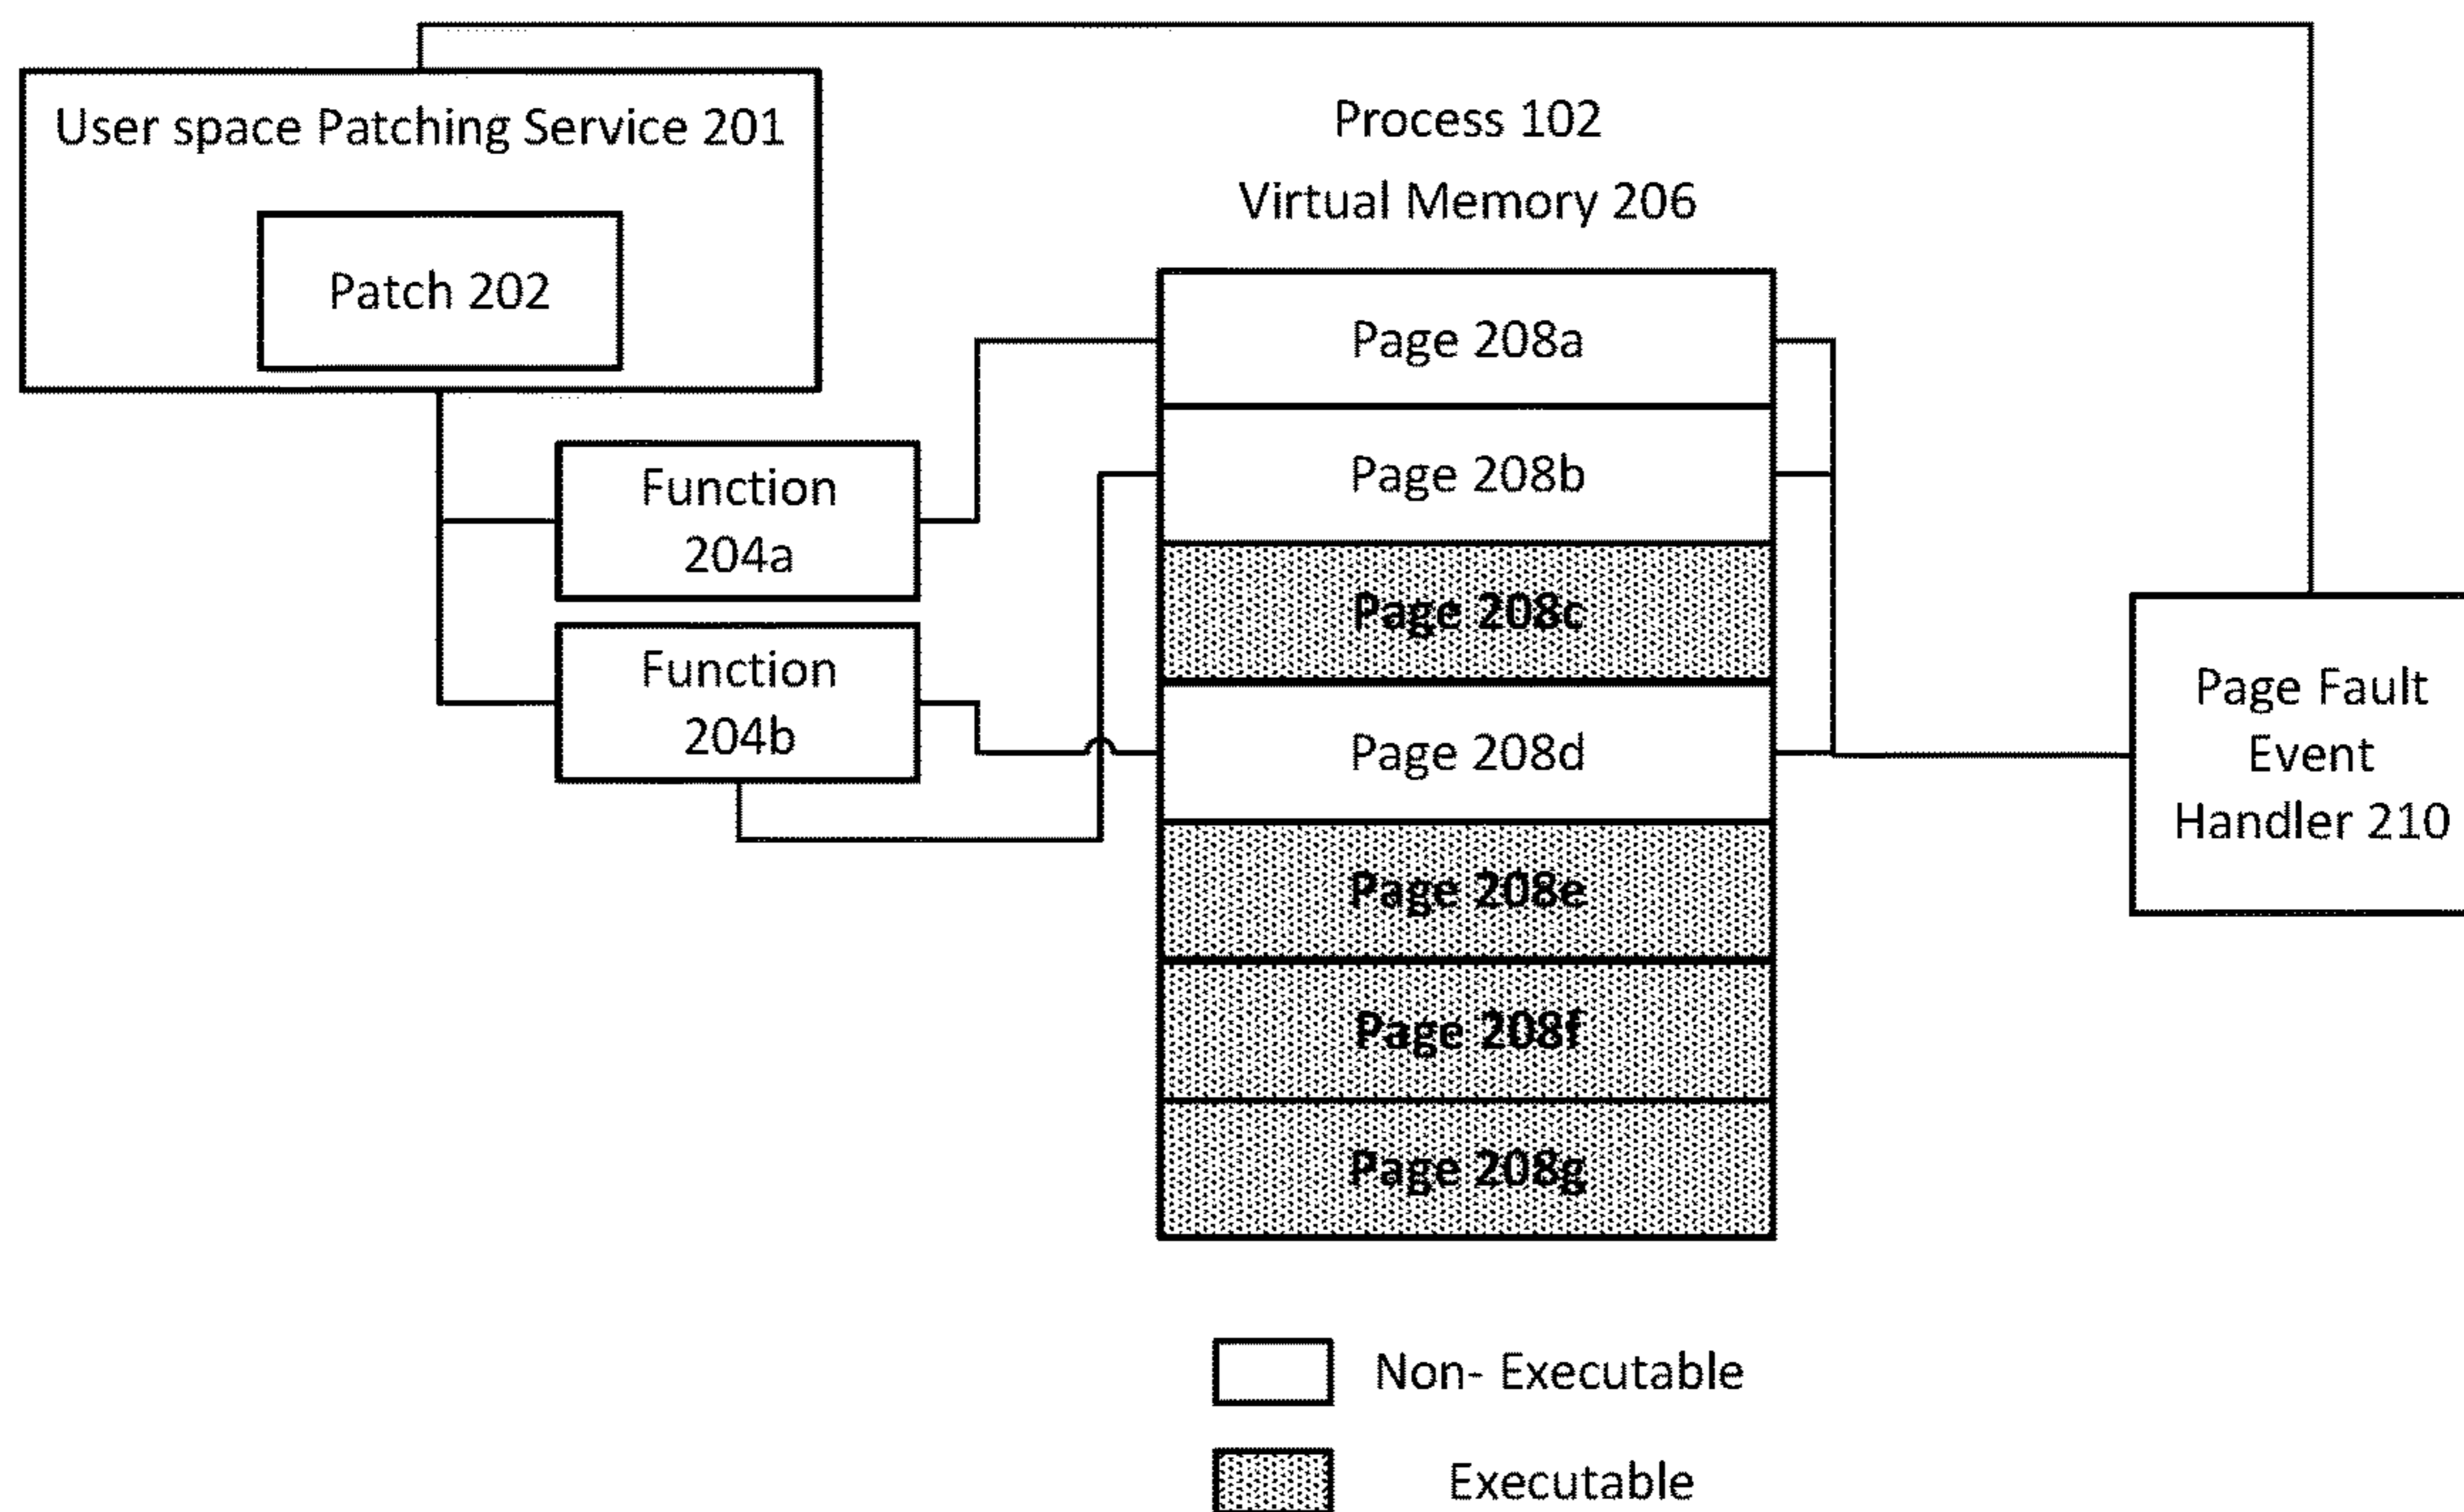 User space Patching Service 201
Patch 202
Function
204a
Function
204b
Process 102
Virtual Memory 206
Page 208a
Page 208b
Page 208c
Page 208d
Page 208e
Page 208f
Page 208g
Page Fault
Event
Handler 210
Non- Executable
Executable